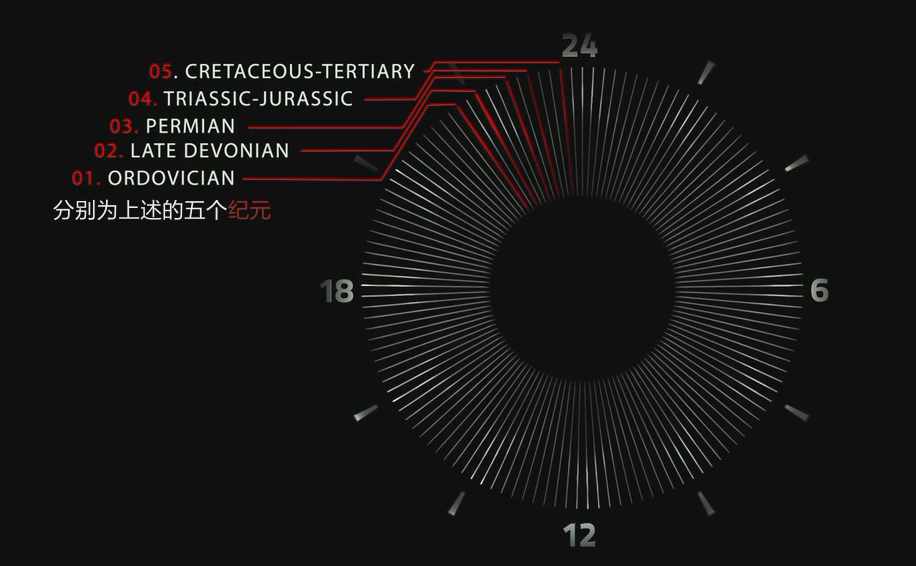 24
05. CRETACEOUS-TERTIARY
04. TRIASSIC-JURASSIC
03. PERMIAN
02. LATE DEVONIAN
01. ORDOVICIAN
分别为上述的五个纪元
18
6
12